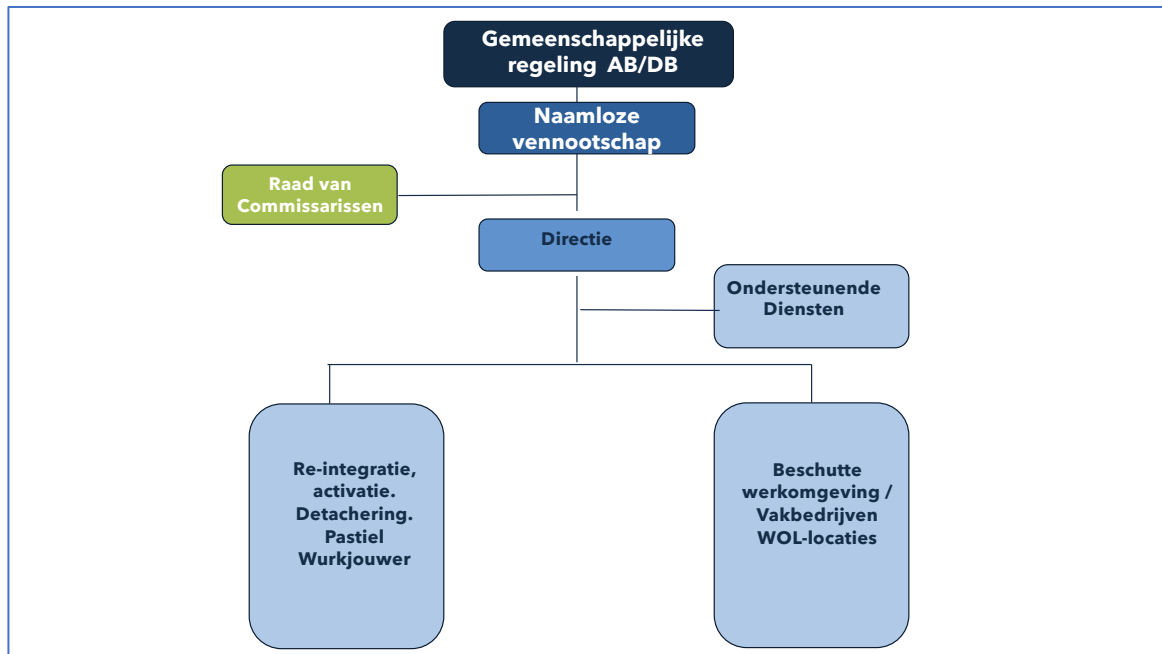 Gemeenschappelijke
regeling AB/DB
Naamloze
vennootschap
Raad van
Commissarissen
Directie
Ondersteunende
Diensten
Re-integratie,
activatie.
Detachering.
Pastiel
Wurkjouwer
Beschutte
werkomgeving /
Vakbedrijven
WOL-locaties